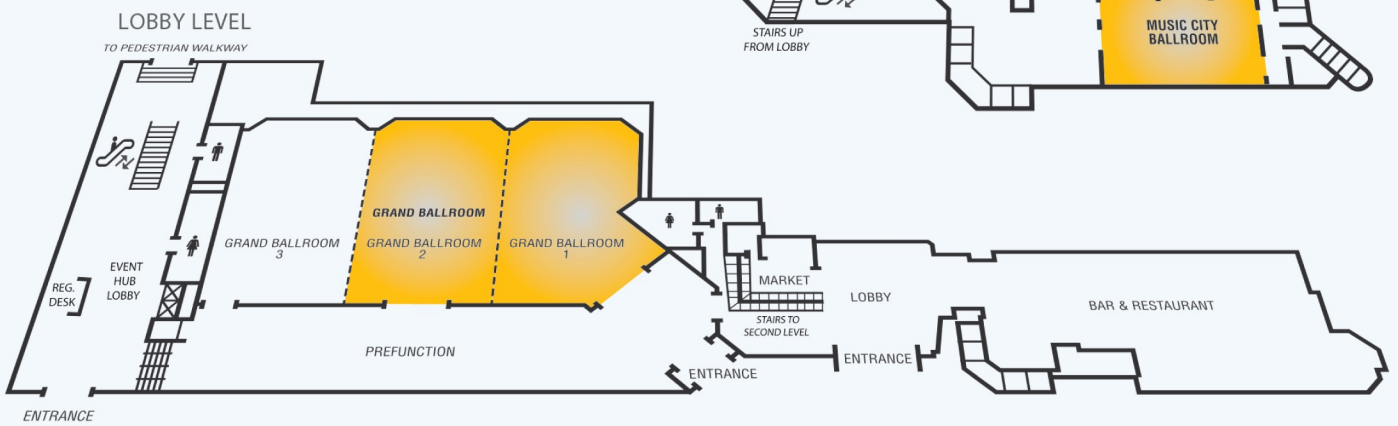 LOBBY LEVEL
TO PEDESTRIAN WALKWAY
STAIRS UP
FROM LOBBY
MUSIC CITY
BALLROOM
GRAND BALLROOM
GRAND BALLROOM
3
GRAND BALLROOM
2
GRAND BALLROOM
1
REG.
DESK
EVENT
HUB
LOBBY
MARKET
LOBBY
STAIRS TO
SECOND LEVEL
BAR & RESTAURANT
PREFUNCTION
ENTRANCE
ENTRANCE
ENTRANCE